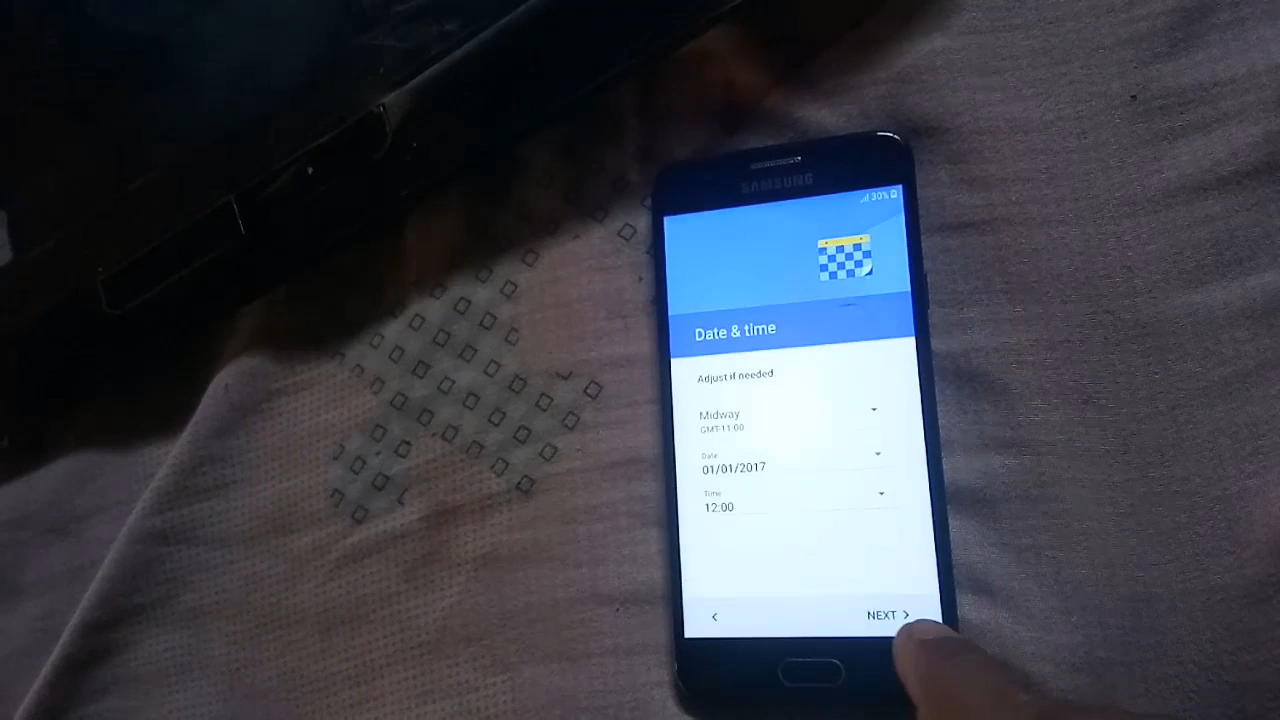 SAMSUNG
30%
Date & time
Adjust if needed.
Midway
GMT-11:00
Date
01/01/2017
Time
12:00
NEXT